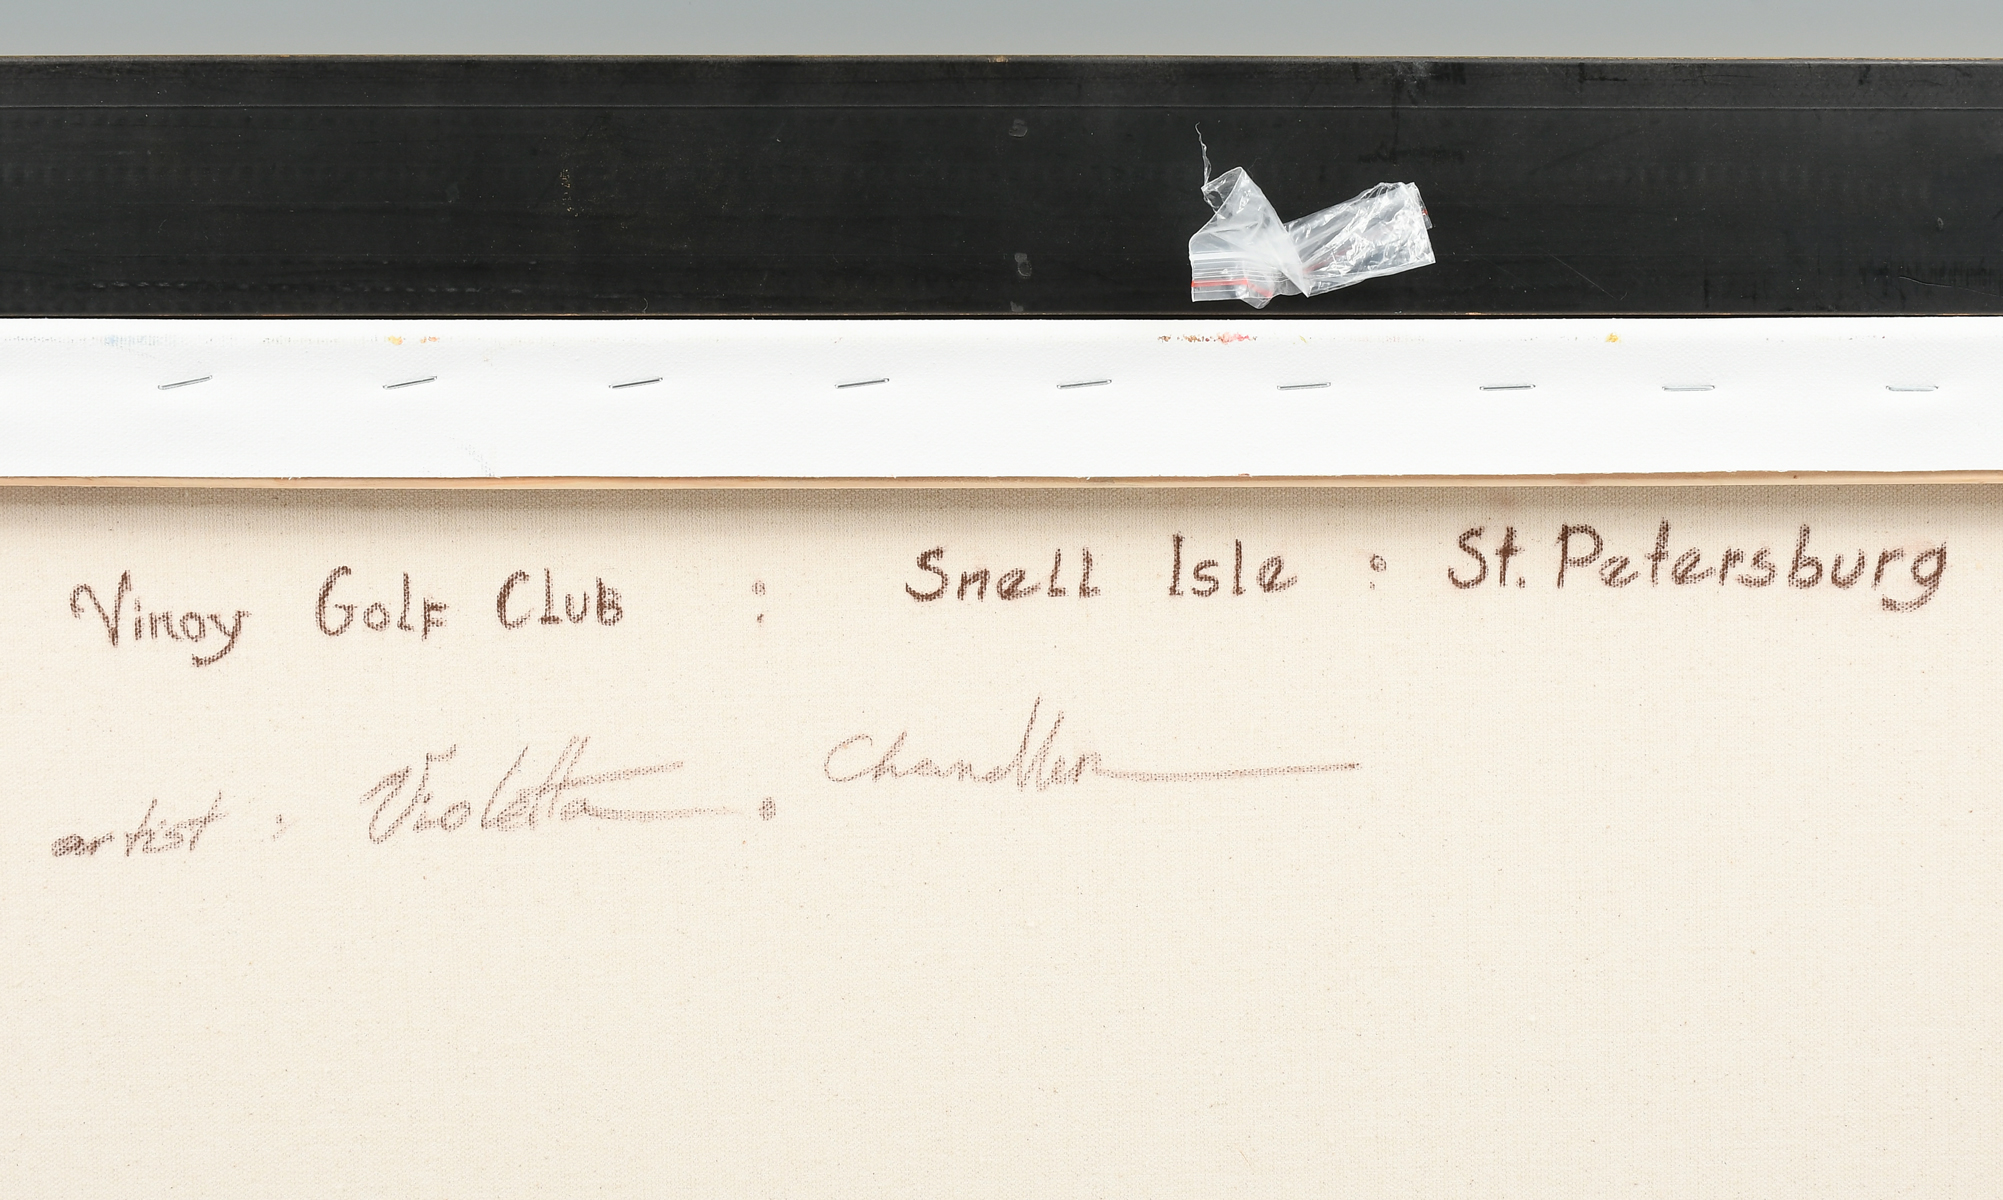 Vinoy Golf Club : Snell Isle : St. Petersburg
artist : Violetta . Chandler